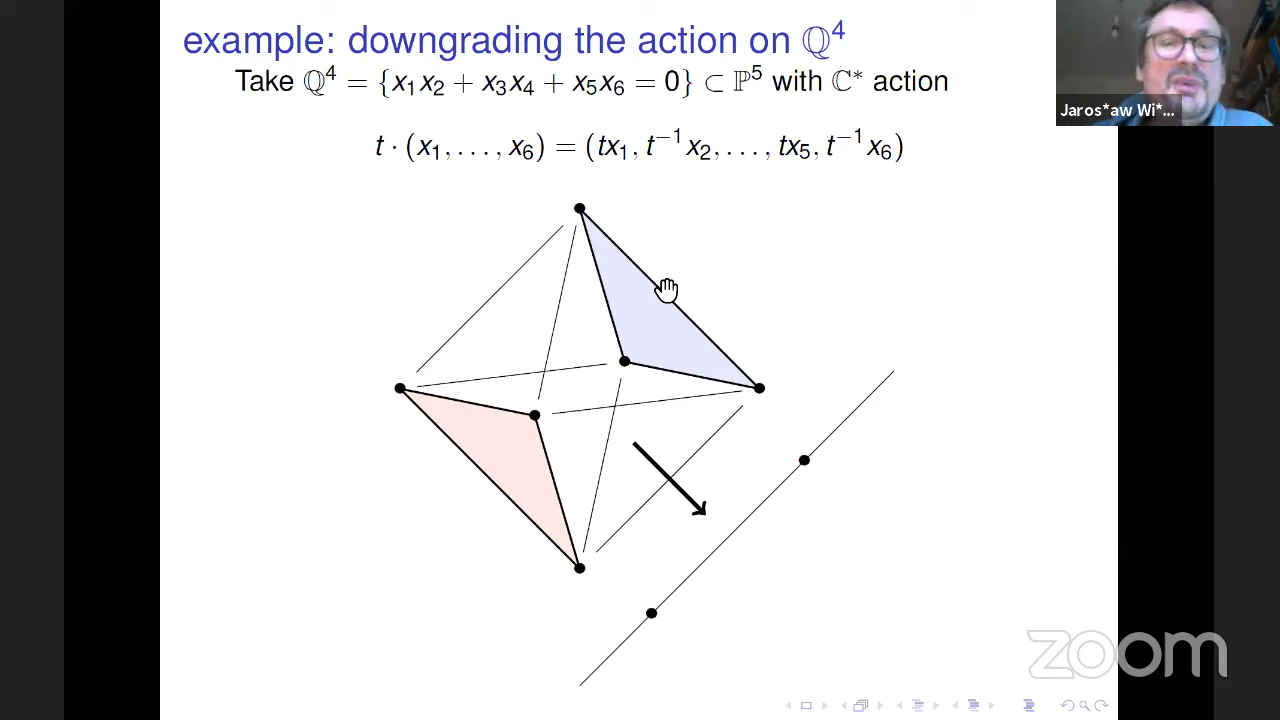 example: downgrading the action on ℚ⁴
Take ℚ⁴ = {x₁x₂ + x₃x₄ + x₅x₆ = 0} ⊂ ℙ⁵ with ℂ* action
t · (x₁, . . . , x₆) = (tx₁, t⁻¹x₂, . . . , tx₅, t⁻¹x₆)
Jaros*aw Wi*...
zoom